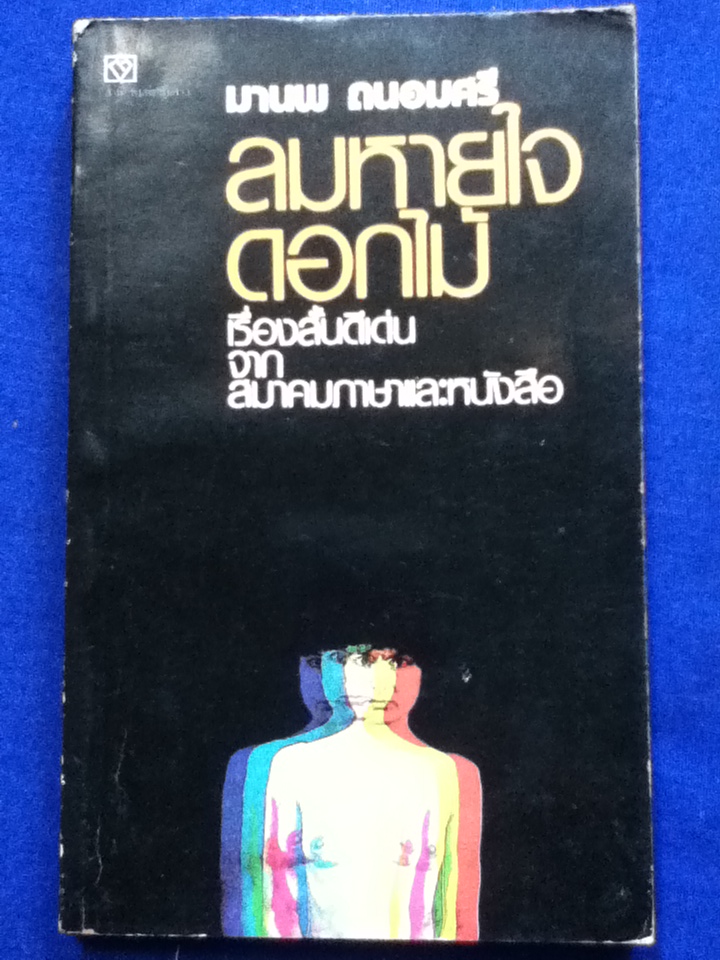 มานพ ถนอมศรี
ลมหายใจ
ดอกไม้
เรื่องสั้นดีเด่น
จาก
สมาคมภาษาและหนังสือ